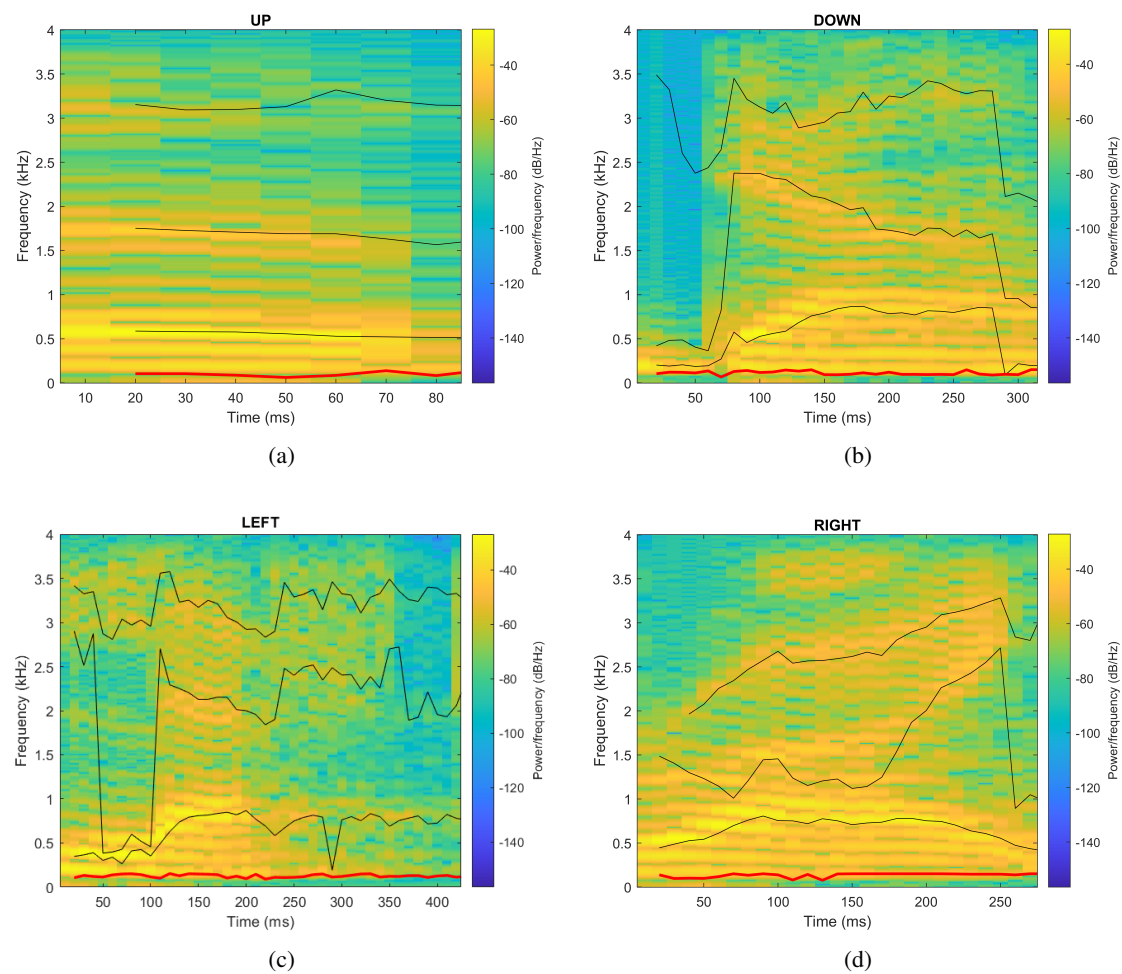 UP
4
3.5
3
2.5
2
1.5
1
0.5
0
Frequency (kHz)
10 20 30 40 50 60 70 80
Time (ms)
-40
-60
-80
-100
-120
-140
Power/frequency (dB/Hz)
(a)
DOWN
4
3.5
3
2.5
2
1.5
1
0.5
0
Frequency (kHz)
50 100 150 200 250 300
Time (ms)
-40
-60
-80
-100
-120
-140
Power/frequency (dB/Hz)
(b)
LEFT
4
3.5
3
2.5
2
1.5
1
0.5
0
Frequency (kHz)
50 100 150 200 250 300 350 400
Time (ms)
-40
-60
-80
-100
-120
-140
Power/frequency (dB/Hz)
(c)
RIGHT
4
3.5
3
2.5
2
1.5
1
0.5
0
Frequency (kHz)
50 100 150 200 250
Time (ms)
-40
-60
-80
-100
-120
-140
Power/frequency (dB/Hz)
(d)